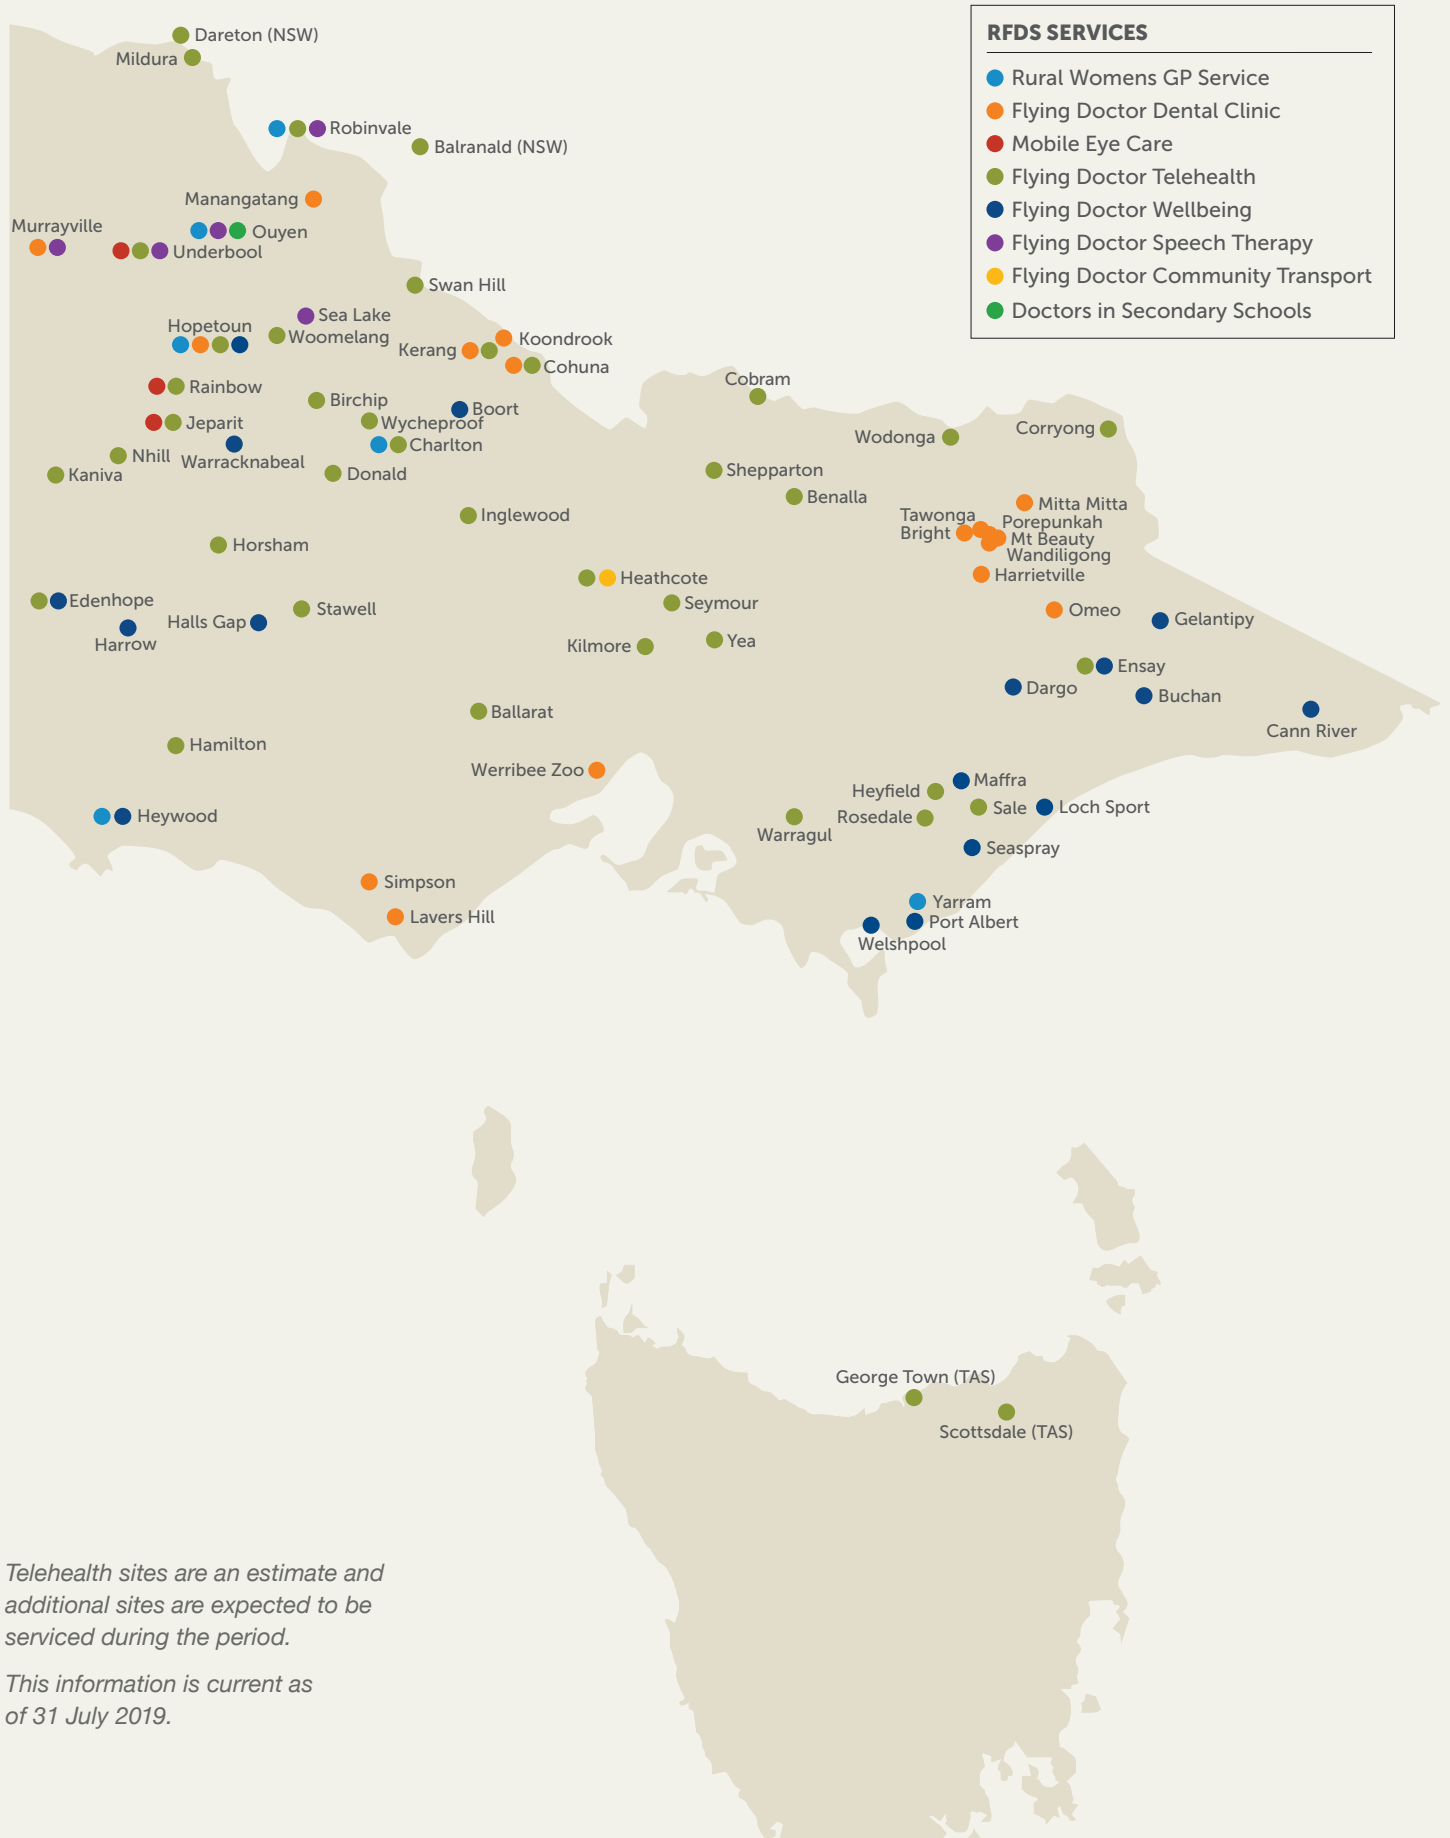 RFDS SERVICES
Rural Womens GP Service
Flying Doctor Dental Clinic
Mobile Eye Care
Flying Doctor Telehealth
Flying Doctor Wellbeing
Flying Doctor Speech Therapy
Flying Doctor Community Transport
Doctors in Secondary Schools
Dareton (NSW)
Mildura
Robinvale
Balranald (NSW)
Manangatang
Murrayville
Ouyen
Underbool
Swan Hill
Sea Lake
Hopetoun
Woomelang
Koondrook
Kerang
Cohuna
Cobram
Rainbow
Birchip
Boort
Jeparit
Wycheproof
Charlton
Wodonga
Corryong
Nhill
Warracknabeal
Kaniva
Donald
Shepparton
Benalla
Inglewood
Mitta Mitta
Tawonga
Porepunkah
Bright
Mt Beauty
Wandiligong
Horsham
Harrietville
Heathcote
Edenhope
Seymour
Stawell
Omeo
Halls Gap
Gelantipy
Harrow
Kilmore
Yea
Ensay
Dargo
Buchan
Ballarat
Cann River
Hamilton
Werribee Zoo
Maffra
Heyfield
Sale
Loch Sport
Heywood
Rosedale
Warragul
Seaspray
Simpson
Yarram
Lavers Hill
Port Albert
Welshpool
George Town (TAS)
Scottsdale (TAS)
Telehealth sites are an estimate and
additional sites are expected to be
serviced during the period.
This information is current as
of 31 July 2019.